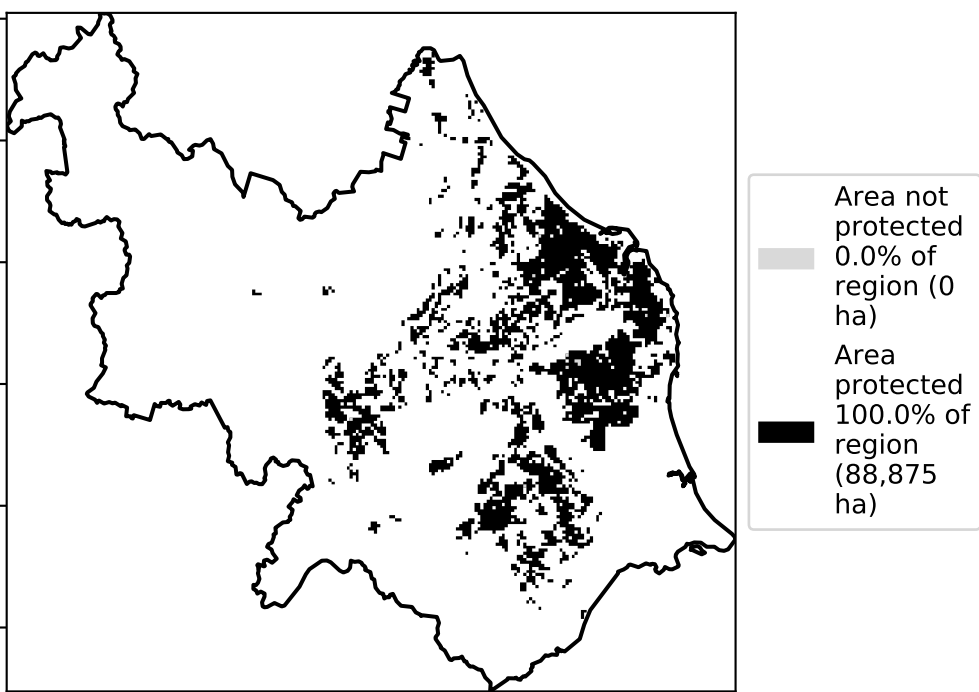 Area not
protected
0.0% of
region (0
ha)
Area
protected
100.0% of
region
(88,875
ha)